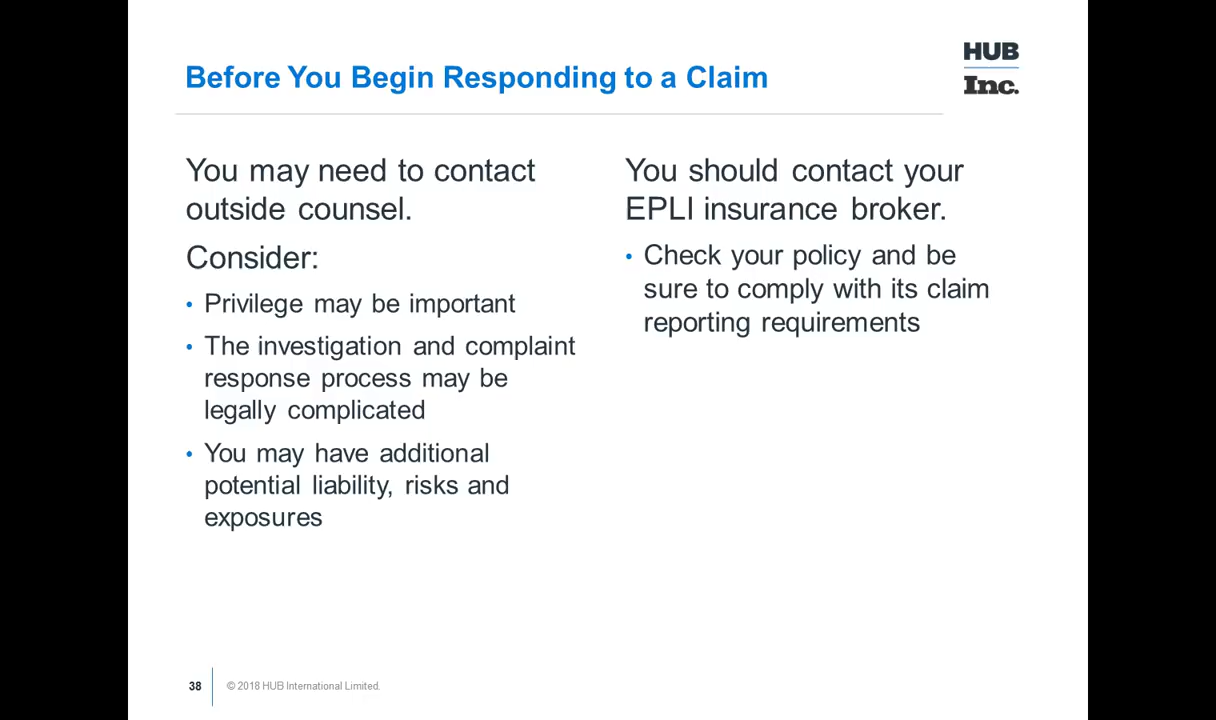 Before You Begin Responding to a Claim
HUB
Inc.
You may need to contact
outside counsel.
Consider:
• Privilege may be important
• The investigation and complaint
response process may be
legally complicated
• You may have additional
potential liability, risks and
exposures
You should contact your
EPLI insurance broker.
• Check your policy and be
sure to comply with its claim
reporting requirements
38
© 2018 HUB International Limited.